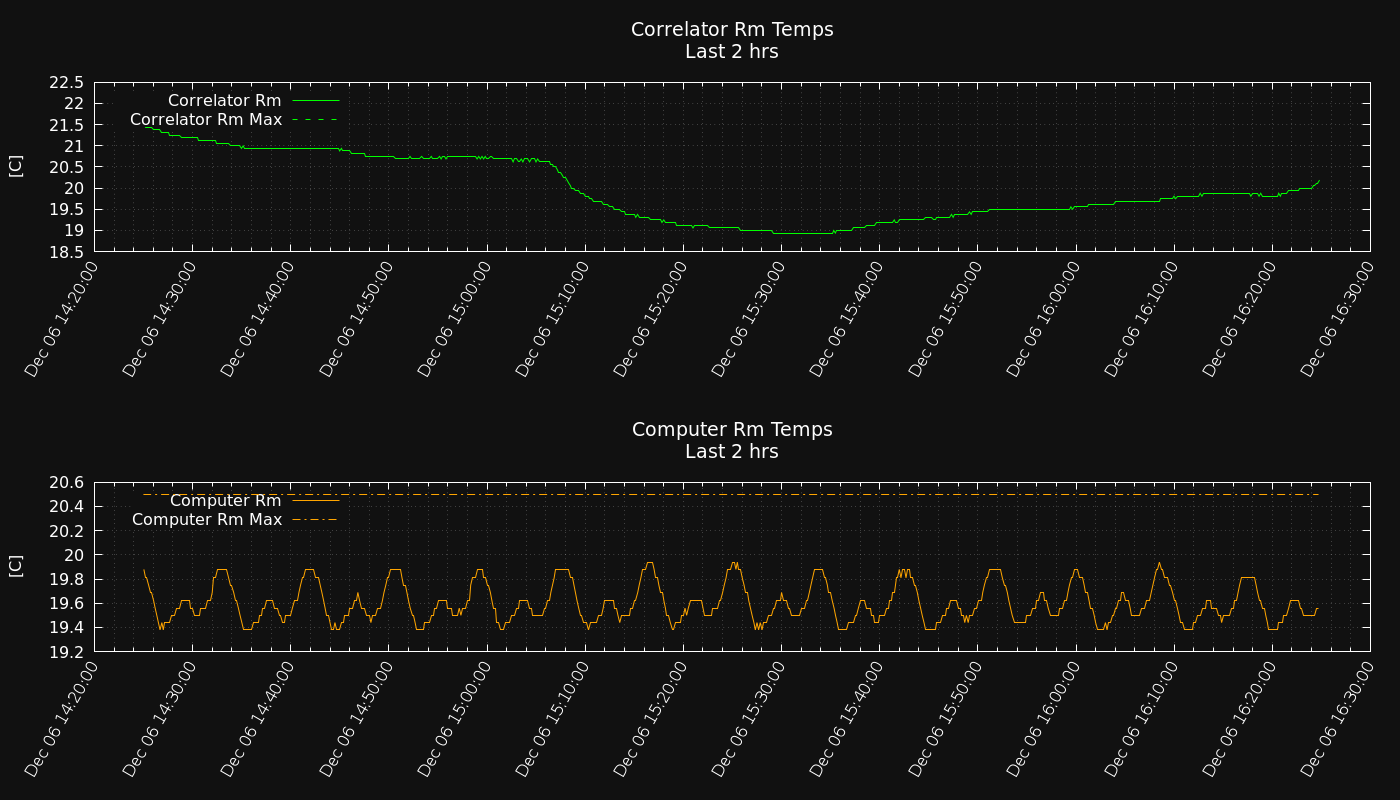 Correlator Rm Temps
Last 2 hrs
22.5
22
21.5
21
20.5
20
19.5
19
18.5
[C]
Correlator Rm
Correlator Rm Max
Dec 06 14:20:00
Dec 06 14:30:00
Dec 06 14:40:00
Dec 06 14:50:00
Dec 06 15:00:00
Dec 06 15:10:00
Dec 06 15:20:00
Dec 06 15:30:00
Dec 06 15:40:00
Dec 06 15:50:00
Dec 06 16:00:00
Dec 06 16:10:00
Dec 06 16:20:00
Dec 06 16:30:00
Computer Rm Temps
Last 2 hrs
20.6
20.4
20.2
20
19.8
19.6
19.4
19.2
[C]
Computer Rm
Computer Rm Max
Dec 06 14:20:00
Dec 06 14:30:00
Dec 06 14:40:00
Dec 06 14:50:00
Dec 06 15:00:00
Dec 06 15:10:00
Dec 06 15:20:00
Dec 06 15:30:00
Dec 06 15:40:00
Dec 06 15:50:00
Dec 06 16:00:00
Dec 06 16:10:00
Dec 06 16:20:00
Dec 06 16:30:00